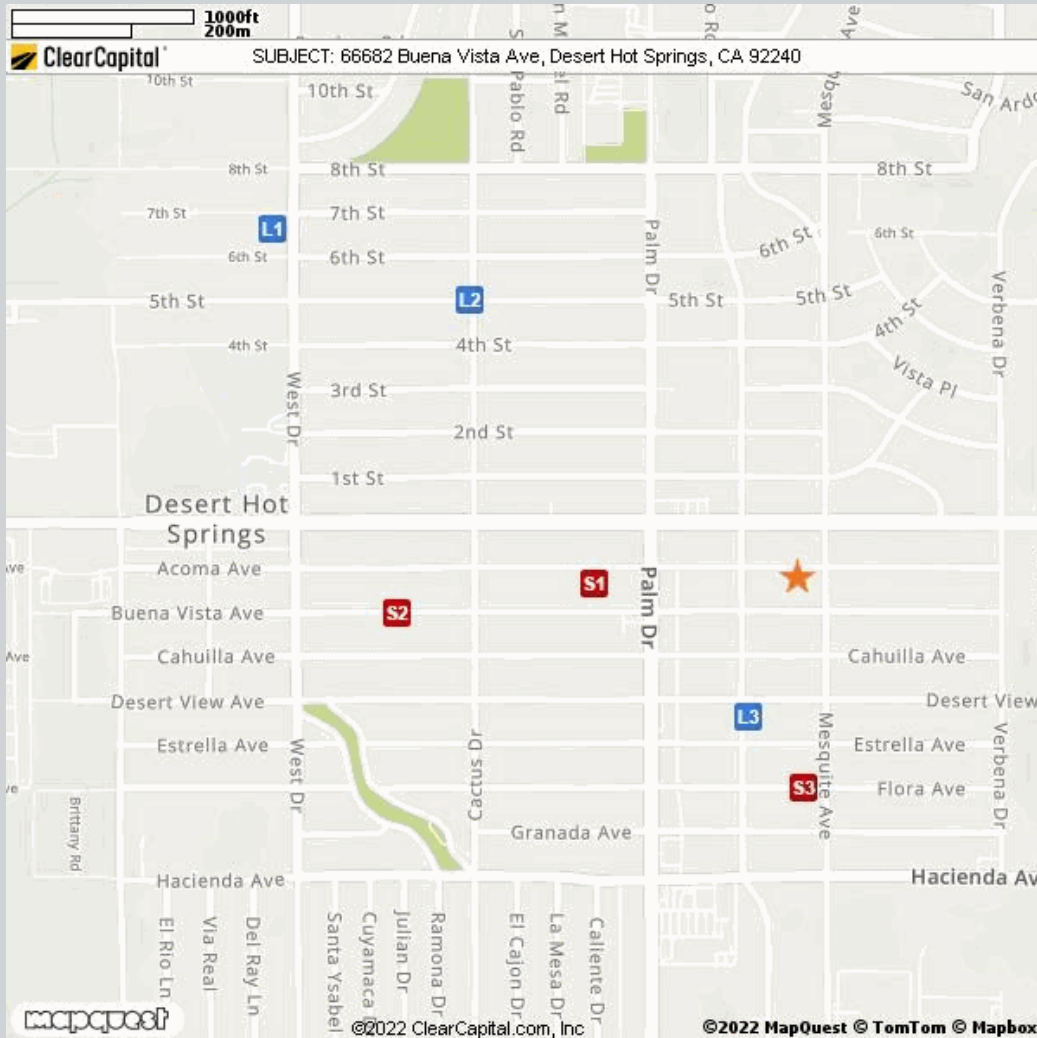 1000ft
200m
ClearCapital
SUBJECT: 66682 Buena Vista Ave, Desert Hot Springs, CA 92240
10th St
10th St
Pablo Rd
Rd
Ave
San Ardo
8th St
8th St
8th St
7th St
7th St
L1
6th St
6th St
6th St
6th St
Palm Dr
5th St
L2
5th St
5th St
4th St
Verbena Dr
4th St
4th St
Vista Pl
West Dr
3rd St
2nd St
1st St
Desert Hot
Springs
Acoma Ave
S1
Palm Dr
Buena Vista Ave
S2
Cahuilla Ave
Cahuilla Ave
Desert View Ave
Desert View
L3
Estrella Ave
Estrella Ave
West Dr
Cactus Dr
Mesquite Ave
Verbena Dr
S3
Flora Ave
Brittany Rd
Granada Ave
Hacienda Ave
Hacienda Av
El Rio Ln
Via Real
Del Ray Ln
Santa Ysabel
Cuyamaca
Julian Dr
Ramona Dr
El Cajon Dr
La Mesa Dr
Caliente Dr
mapquest
©2022 ClearCapital.com, Inc
©2022 MapQuest © TomTom © Mapbox